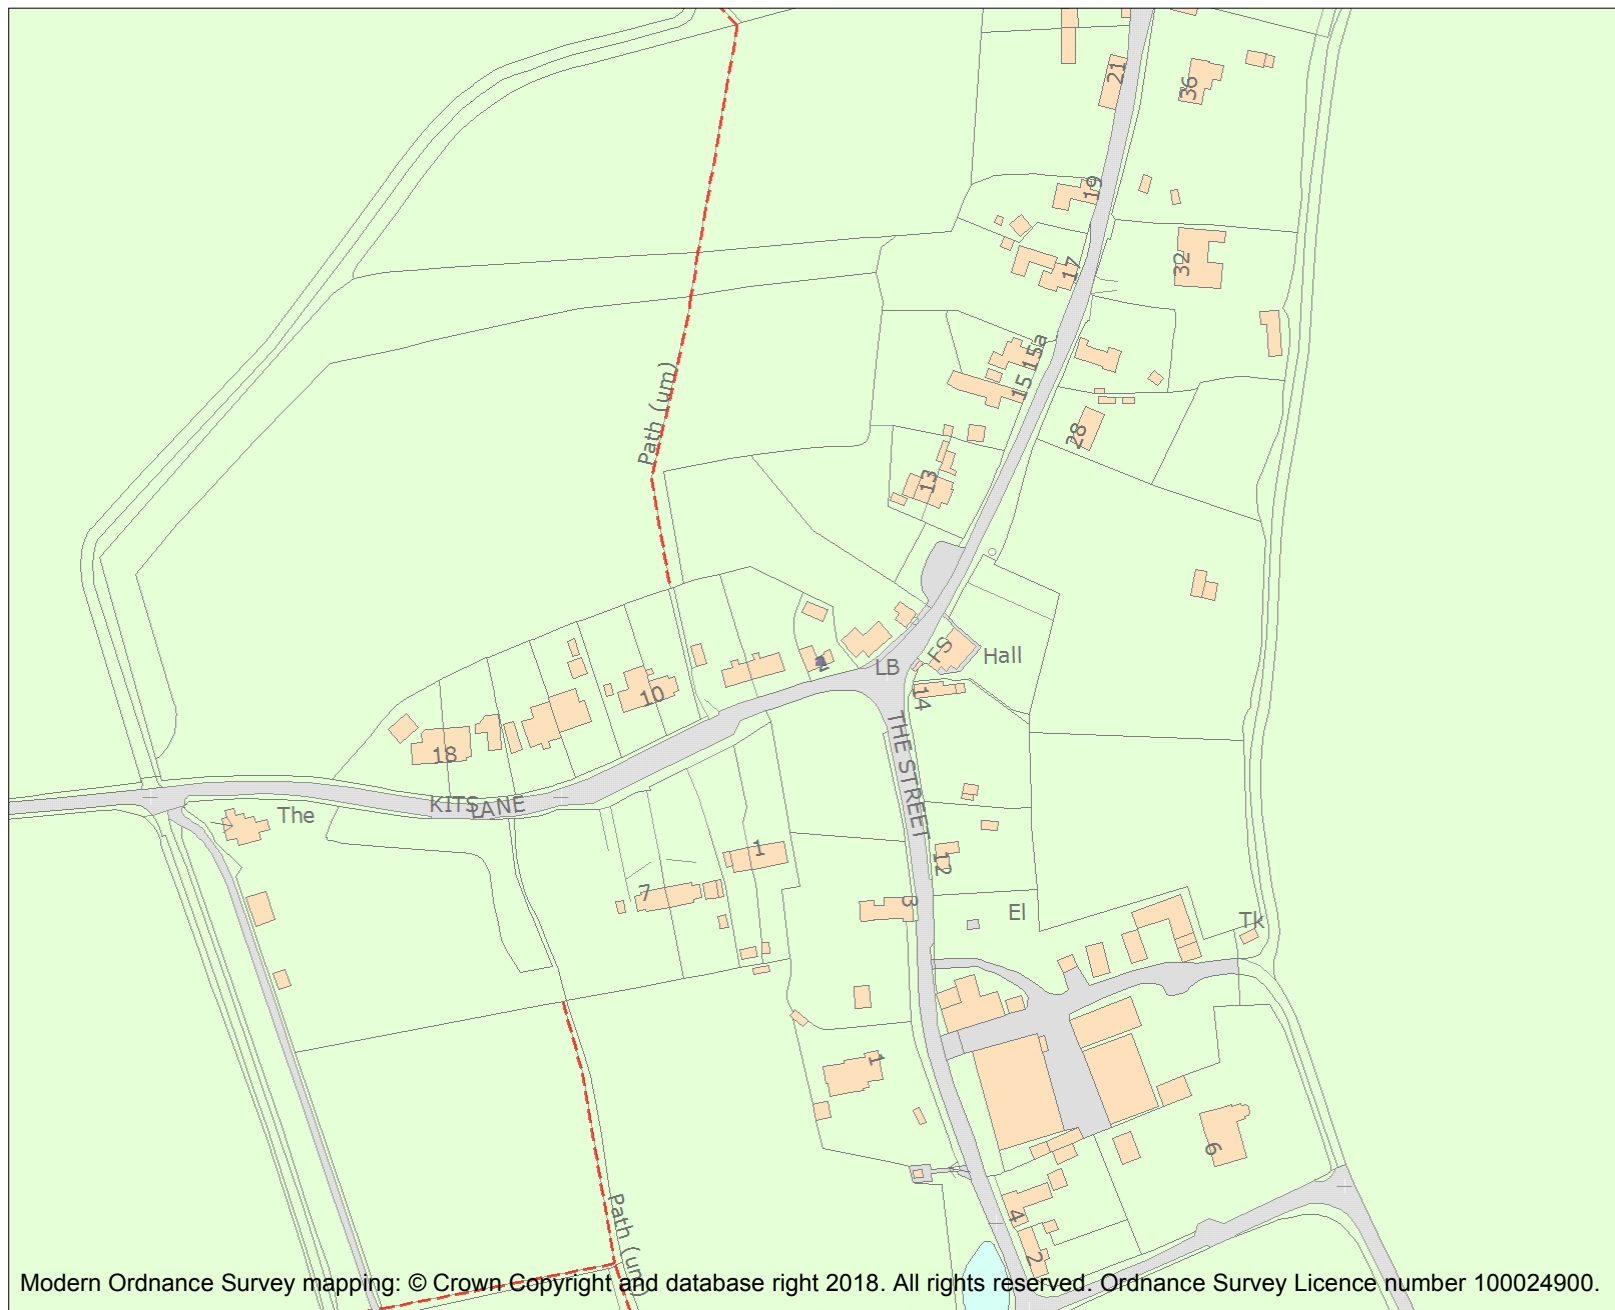 21
36
19
32
17
15a
15
Path (um)
28
13
Hall
FS
LB
2
14
10
18
THE STREET
KITS LANE
The
1
7
12
3
El
Tk
1
6
4
2
Path (um)
Modern Ordnance Survey mapping: © Crown Copyright and database right 2018. All rights reserved. Ordnance Survey Licence number 100024900.